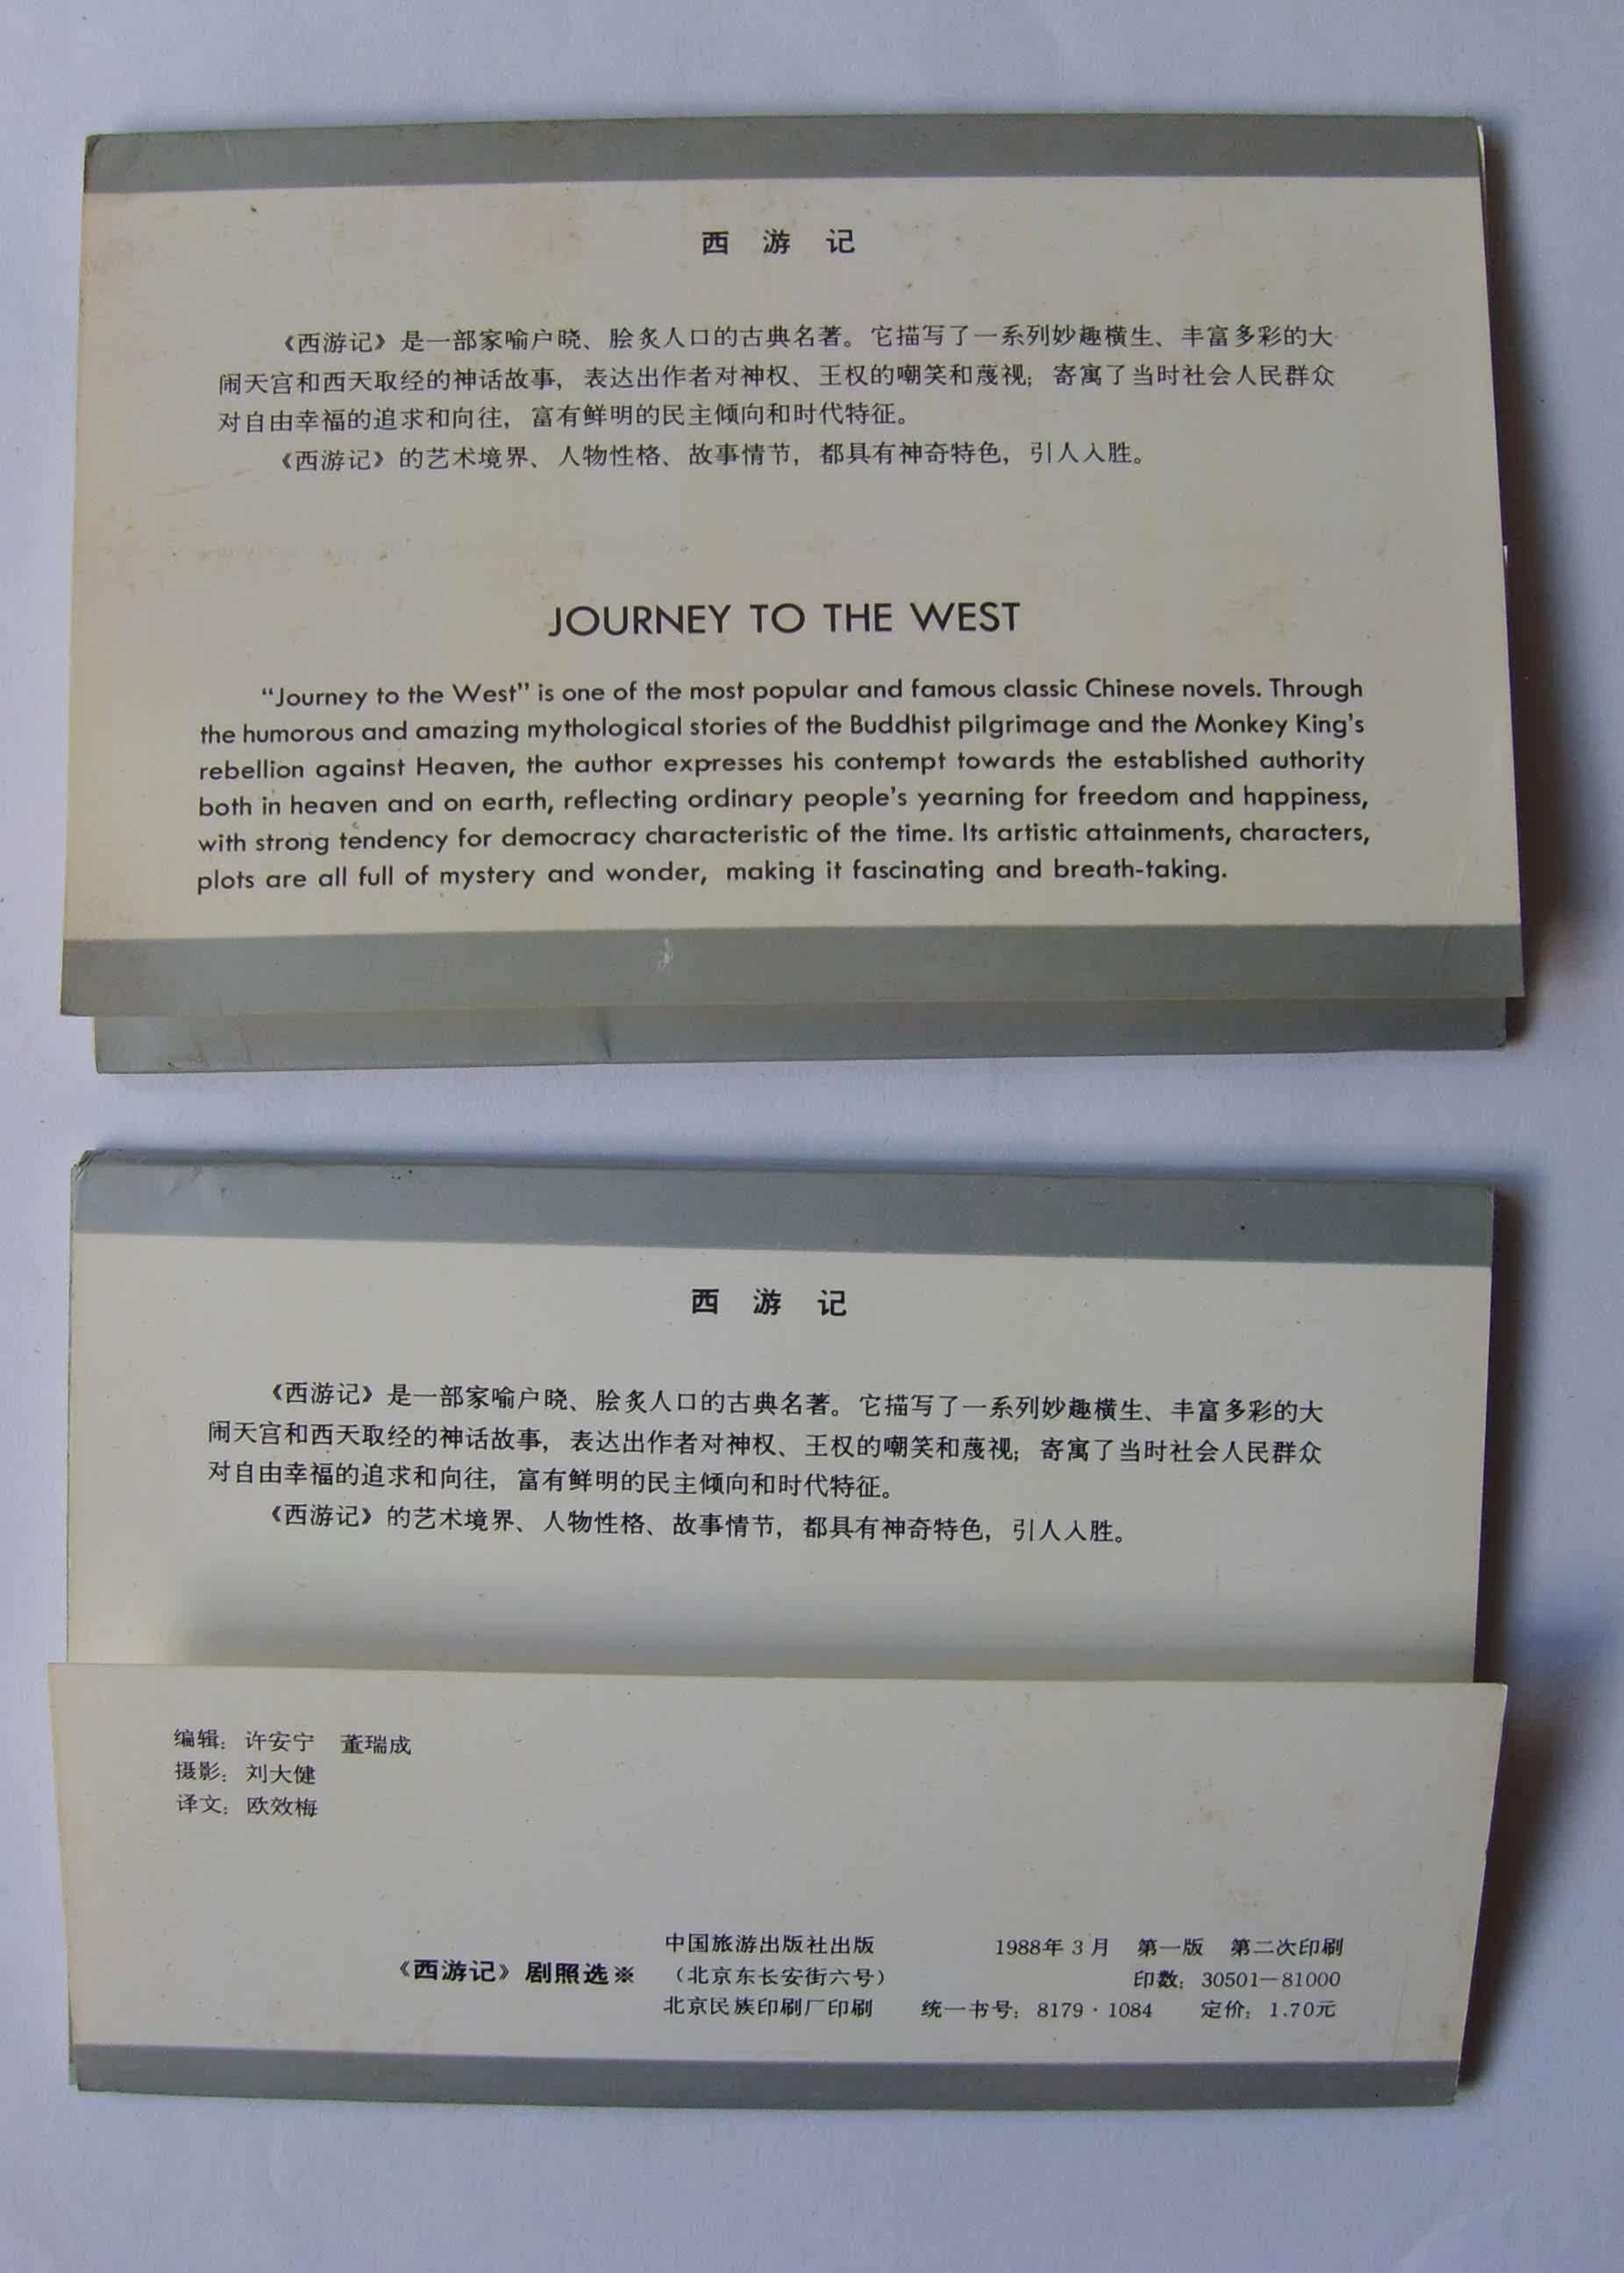 西 游 记
《西游记》是一部家喻户晓、脍炙人口的古典名著。它描写了一系列妙趣横生、丰富多彩的大
闹天宫和西天取经的神话故事，表达出作者对神权、王权的嘲笑和蔑视；寄寓了当时社会人民群众
对自由幸福的追求和向往，富有鲜明的民主倾向和时代特征。
《西游记》的艺术境界、人物性格、故事情节，都具有神奇特色，引人入胜。
JOURNEY TO THE WEST
“Journey to the West” is one of the most popular and famous classic Chinese novels. Through
the humorous and amazing mythological stories of the Buddhist pilgrimage and the Monkey King’s
rebellion against Heaven, the author expresses his contempt towards the established authority
both in heaven and on earth, reflecting ordinary people’s yearning for freedom and happiness,
with strong tendency for democracy characteristic of the time. Its artistic attainments, characters,
plots are all full of mystery and wonder, making it fascinating and breath-taking.
西 游 记
《西游记》是一部家喻户晓、脍炙人口的古典名著。它描写了一系列妙趣横生、丰富多彩的大
闹天宫和西天取经的神话故事，表达出作者对神权、王权的嘲笑和蔑视；寄寓了当时社会人民群众
对自由幸福的追求和向往，富有鲜明的民主倾向和时代特征。
《西游记》的艺术境界、人物性格、故事情节，都具有神奇特色，引人入胜。
编辑：许安宁 董瑞成
摄影：刘大健
译文：欧效梅
中国旅游出版社出版 1988年3月 第一版 第二次印刷
《西游记》剧照选※ （北京东长安街六号） 印数：30501—81000
北京民族印刷厂印刷 统一书号：8179·1084 定价：1.70元